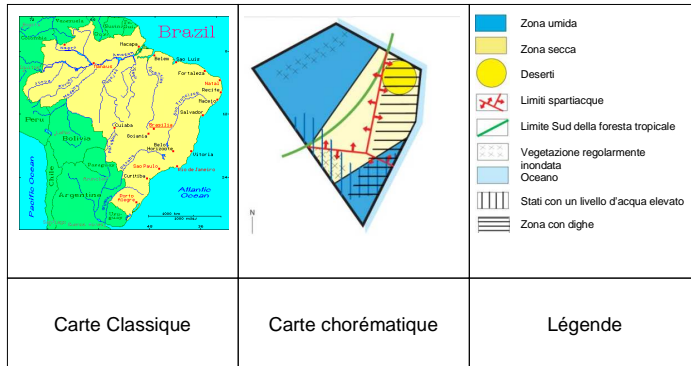 Brazil
Macapa
Belém
Sao Luis
Manaus
Fortaleza
Natal
Recife
Maceio
Salvador
Peru
Bolivia
Cuiaba
Brasilia
Goiania
Belo
Horizonte
Vitoria
Paraguay
Sao Paulo
Rio de Janeiro
Curitiba
Porto
Alegre
Chile
Argentina
Pacific Ocean
Atlantic
Ocean
N
Zona umida
Zona secca
Deserti
Limiti spartiacque
Limite Sud della foresta tropicale
Vegetazione regolarmente
inondata
Oceano
Stati con un livello d'acqua elevato
Zona con dighe
Carte Classique
Carte chorématique
Légende